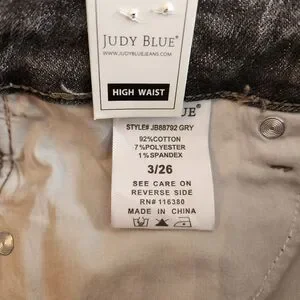 JUDY BLUE®
WWW.JUDYBLUEJEANS.COM
HIGH WAIST
UE®
STYLE# JB88792 GRY
92%COTTON
7%POLYESTER
1%SPANDEX
3/26
SEE CARE ON
REVERSE SIDE
RN# 116380
MADE IN CHINA